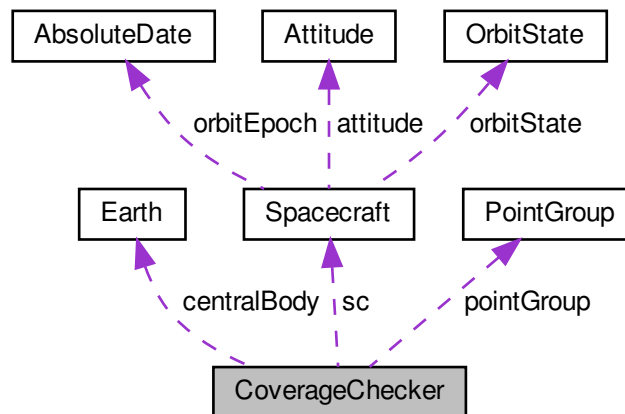 AbsoluteDate
Attitude
OrbitState
orbitEpoch
attitude
orbitState
Earth
Spacecraft
PointGroup
centralBody
sc
pointGroup
CoverageChecker